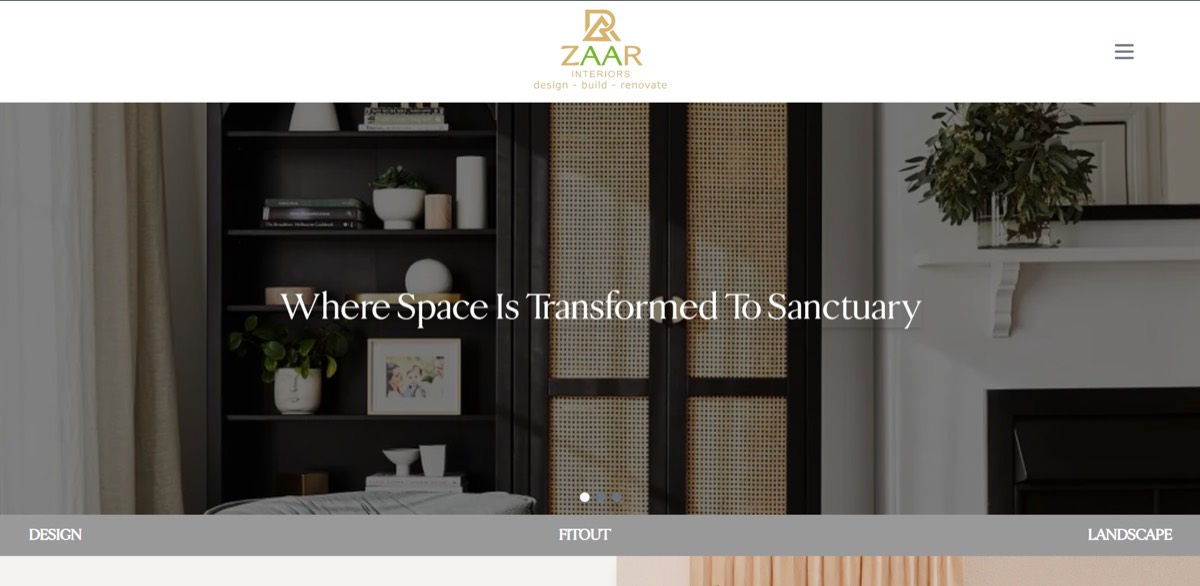 ZAAR
INTERIORS
design - build - renovate
Where Space Is Transformed To Sanctuary
DESIGN
FITOUT
LANDSCAPE